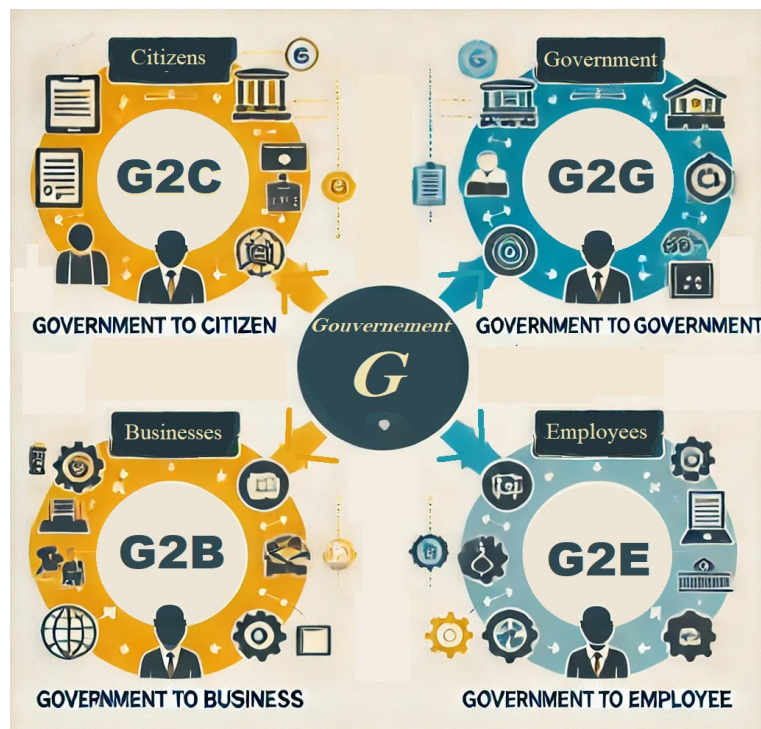 Citizens
G2C
GOVERNMENT TO CITIZEN
Government
G2G
GOVERNMENT TO GOVERNMENT
Gouvernement
G
Businesses
G2B
GOVERNMENT TO BUSINESS
Employees
G2E
GOVERNMENT TO EMPLOYEE